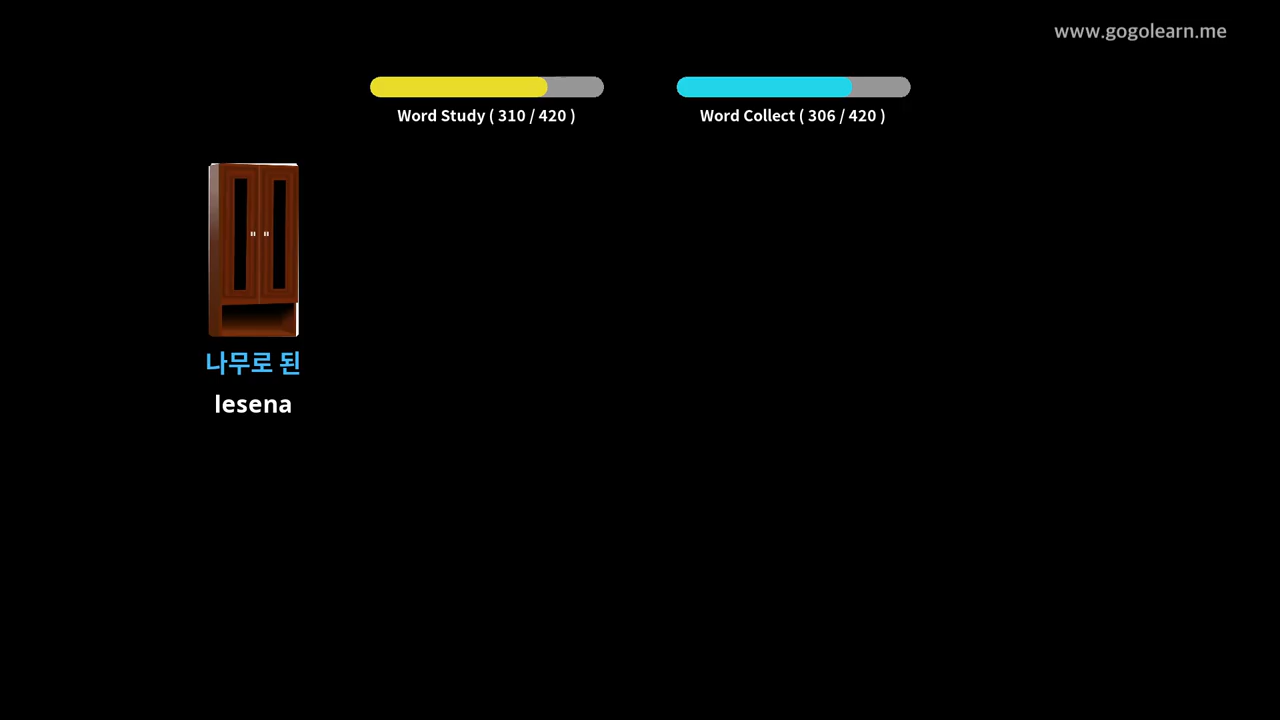 www.gogolearn.me
Word Study ( 310 / 420 )
Word Collect ( 306 / 420 )
나무로 된
lesena